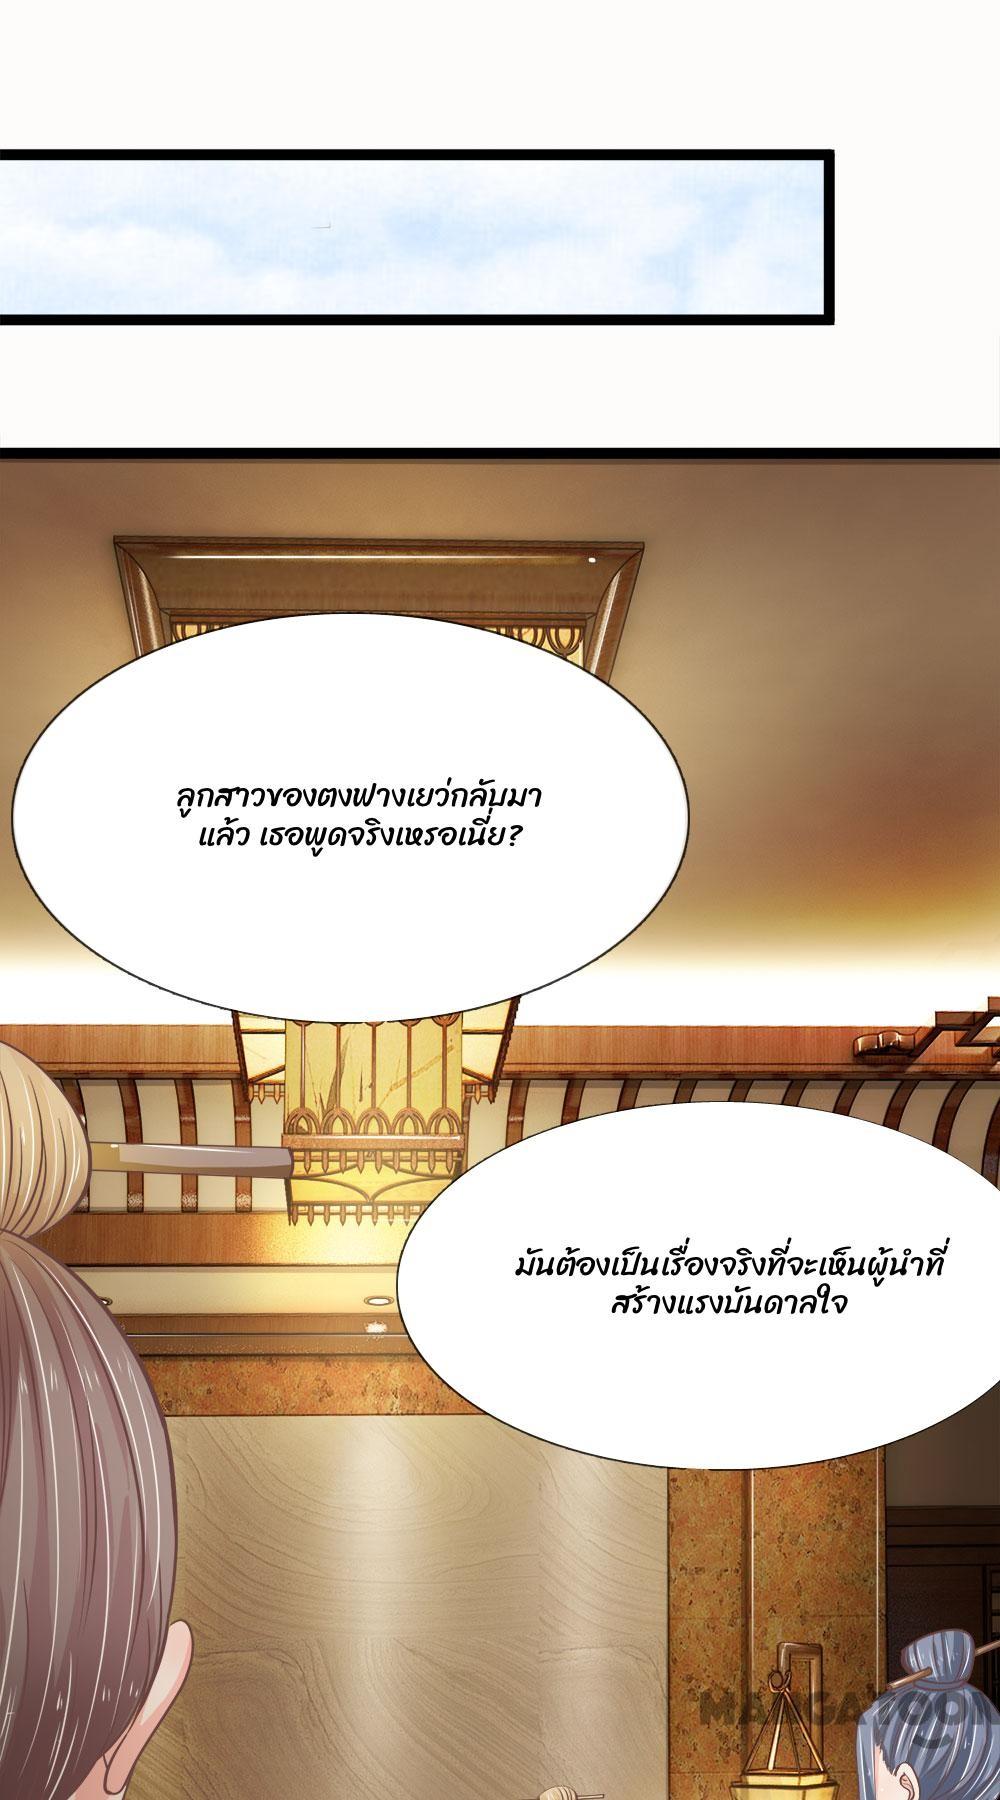 ลูกสาวของตงฟางเยว่กลับมา
แล้ว เธอพูดจริงเหรอเนี่ย?
มันต้องเป็นเรื่องจริงที่จะเห็นผู้นำที่
สร้างแรงบันดาลใจ
MANGATOON